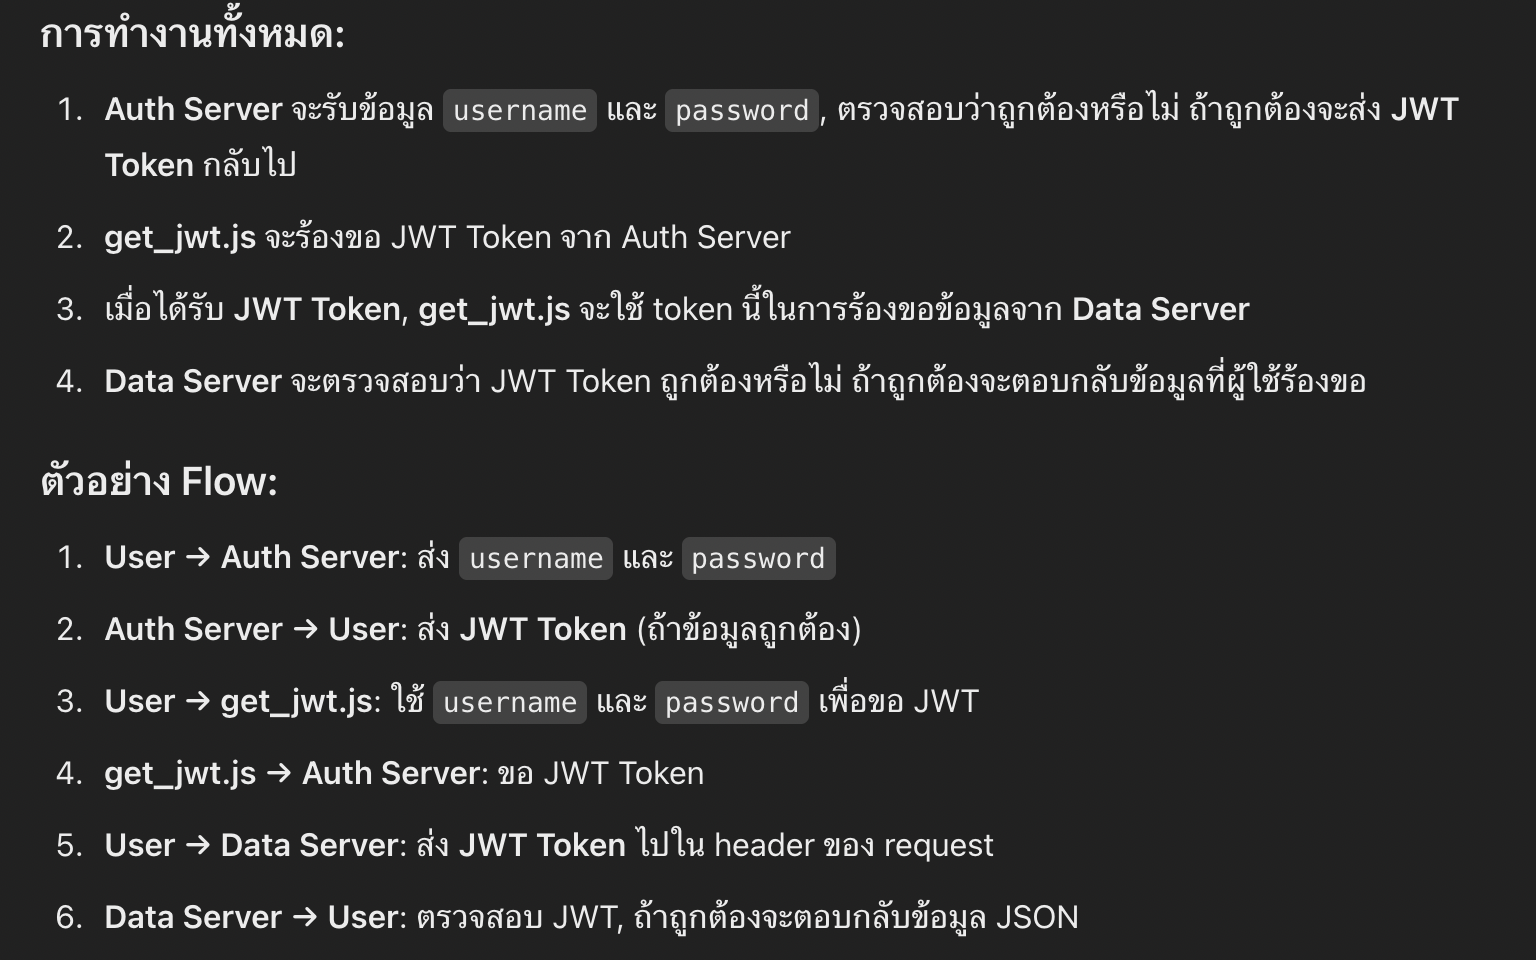 การทำงานทั้งหมด:
1. Auth Server จะรับข้อมูล username และ password, ตรวจสอบว่าถูกต้องหรือไม่ ถ้าถูกต้องจะส่ง JWT
Token กลับไป
2. get_jwt.js จะร้องขอ JWT Token จาก Auth Server
3. เมื่อได้รับ JWT Token, get_jwt.js จะใช้ token นี้ในการร้องขอข้อมูลจาก Data Server
4. Data Server จะตรวจสอบว่า JWT Token ถูกต้องหรือไม่ ถ้าถูกต้องจะตอบกลับข้อมูลที่ผู้ใช้ร้องขอ
ตัวอย่าง Flow:
1. User → Auth Server: ส่ง username และ password
2. Auth Server → User: ส่ง JWT Token (ถ้าข้อมูลถูกต้อง)
3. User → get_jwt.js: ใช้ username และ password เพื่อขอ JWT
4. get_jwt.js → Auth Server: ขอ JWT Token
5. User → Data Server: ส่ง JWT Token ไปใน header ของ request
6. Data Server → User: ตรวจสอบ JWT, ถ้าถูกต้องจะตอบกลับข้อมูล JSON